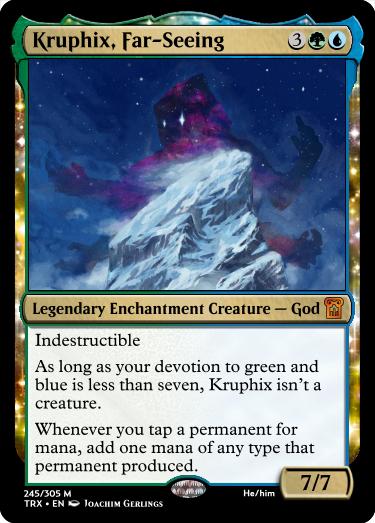 Kruphix, Far-Seeing 3
Legendary Enchantment Creature — God
Indestructible
As long as your devotion to green and
blue is less than seven, Kruphix isn't a
creature.
Whenever you tap a permanent for
mana, add one mana of any type that
permanent produced.
7/7
245/305 M
He/him
TRX • EN Joachim Gerlings